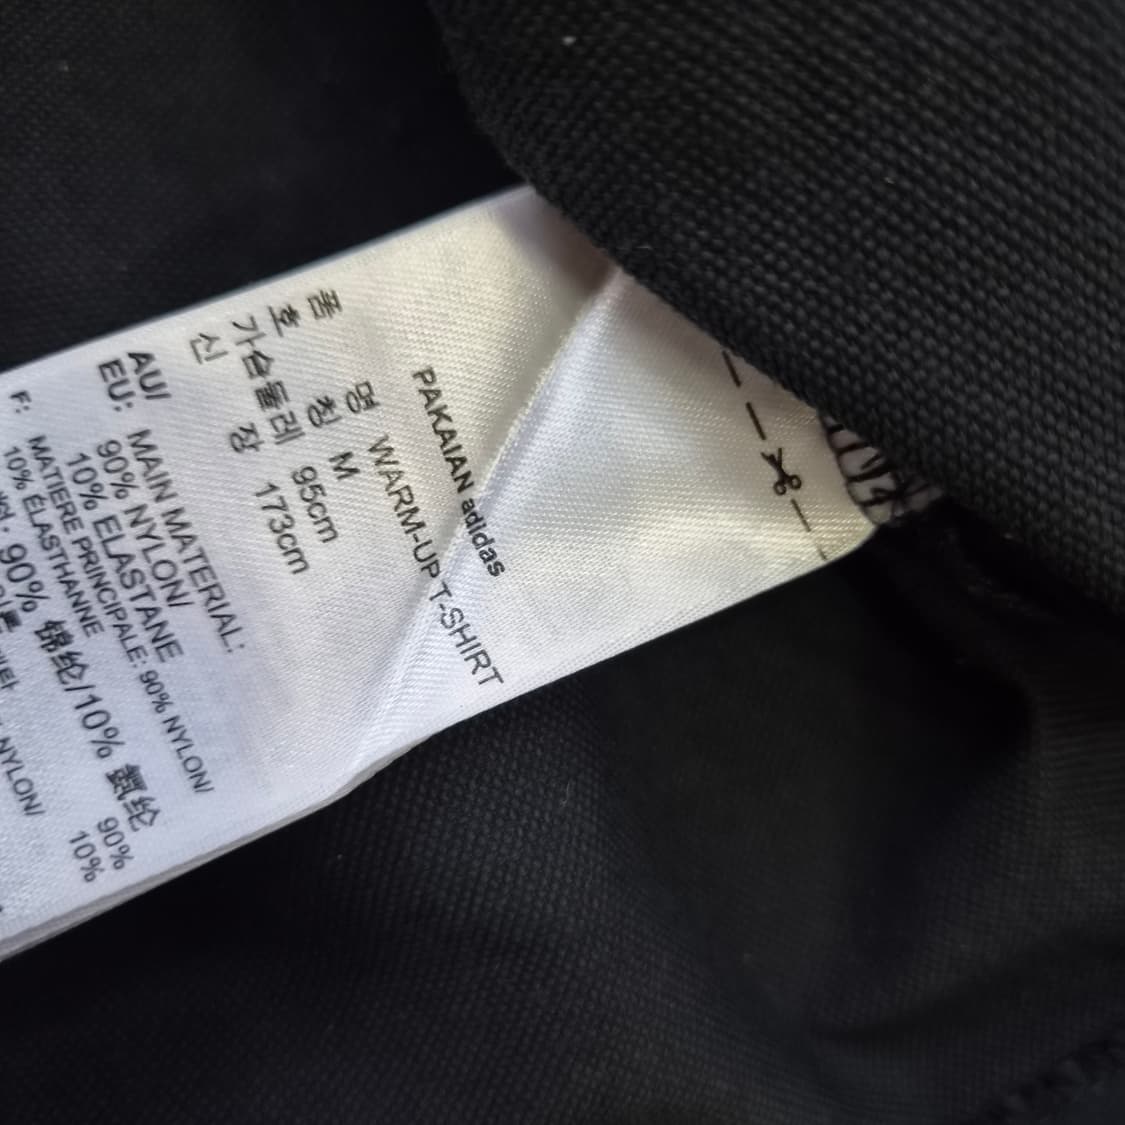 PAKAIAN adidas
품 명 WARM-UP T-SHIRT
호 칭 M
가슴둘레 95cm
신 장 173cm
AU/
EU: MAIN MATERIAL:
90% NYLON/
10% ELASTANE
F: MATIERE PRINCIPALE: 90% NYLON/
10% ÉLASTHANNE
90% 锦纶/10% 氨纶
90%
NYLON/ 10%